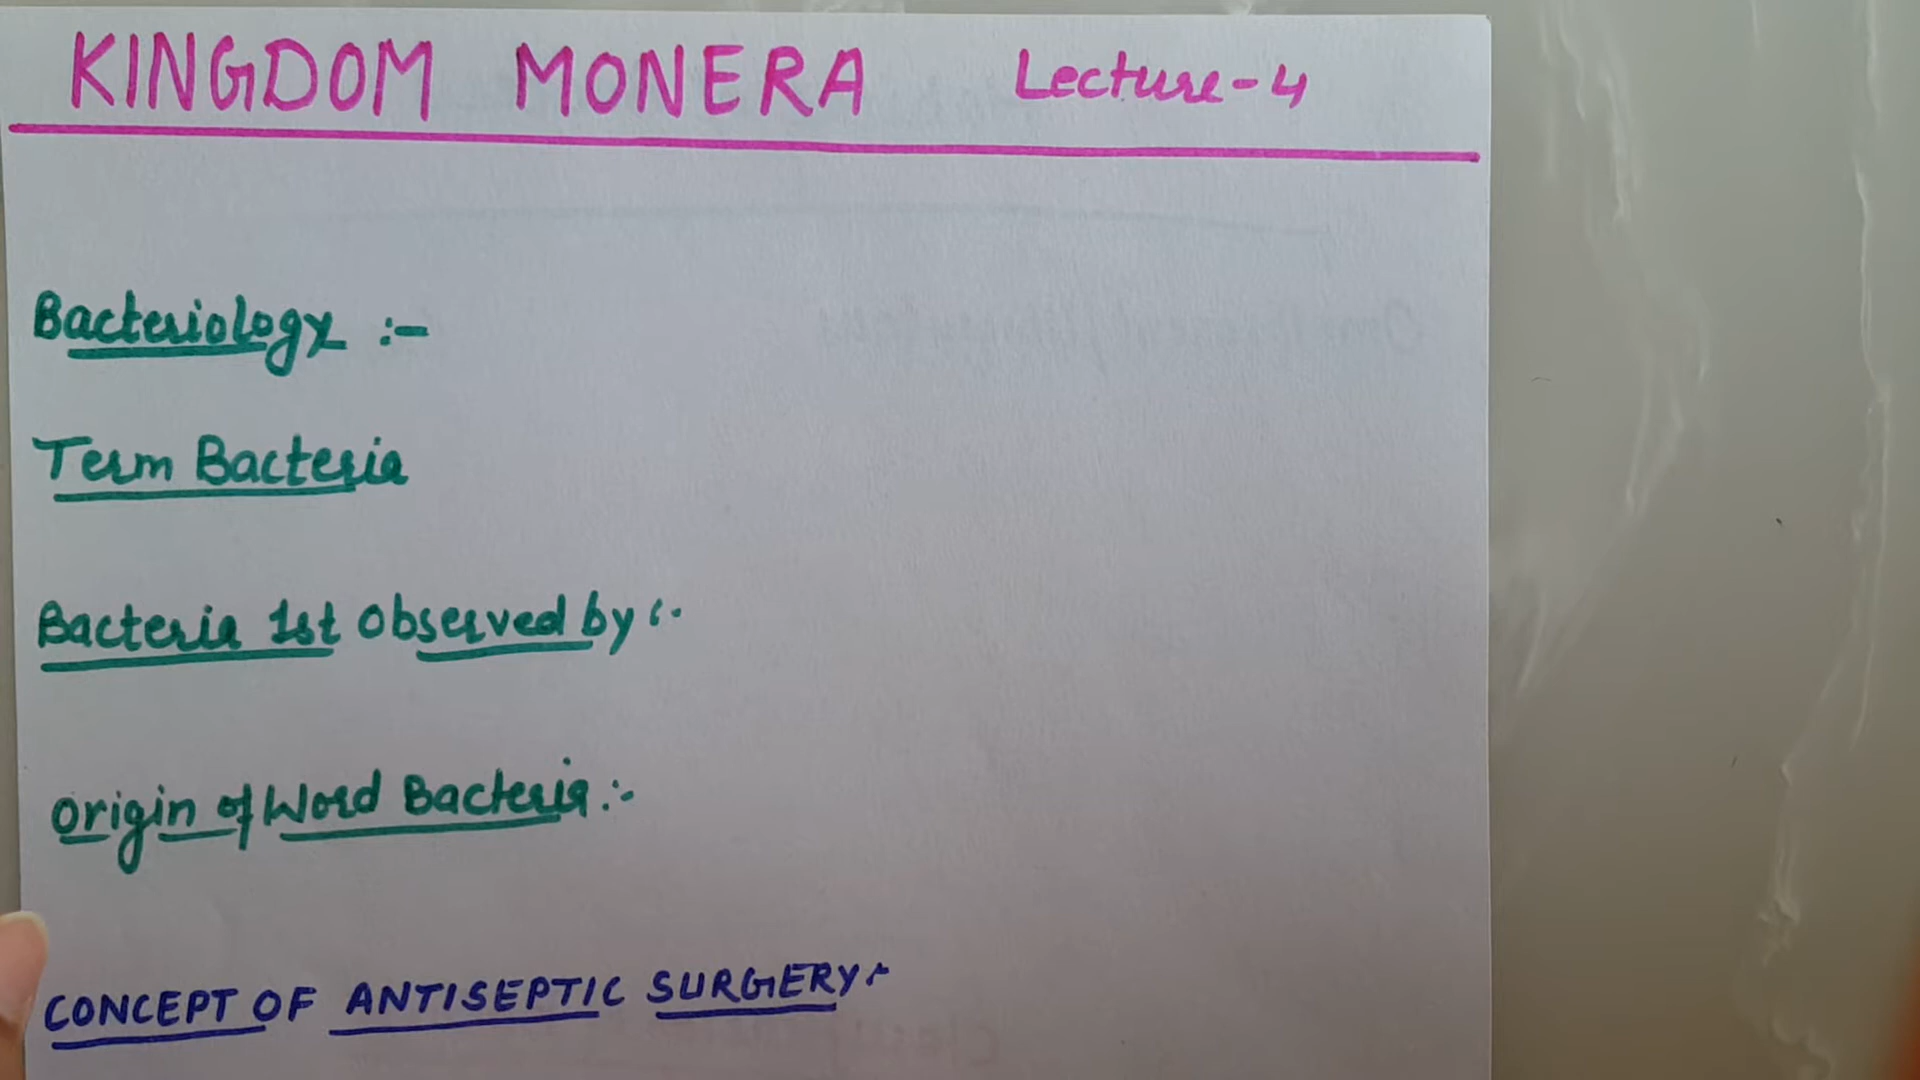 KINGDOM MONERA Lecture-4
Bacteriology :-
Term Bacteria
Bacteria 1st Observed by :-
Origin of Word Bacteria :-
CONCEPT OF ANTISEPTIC SURGERY :-